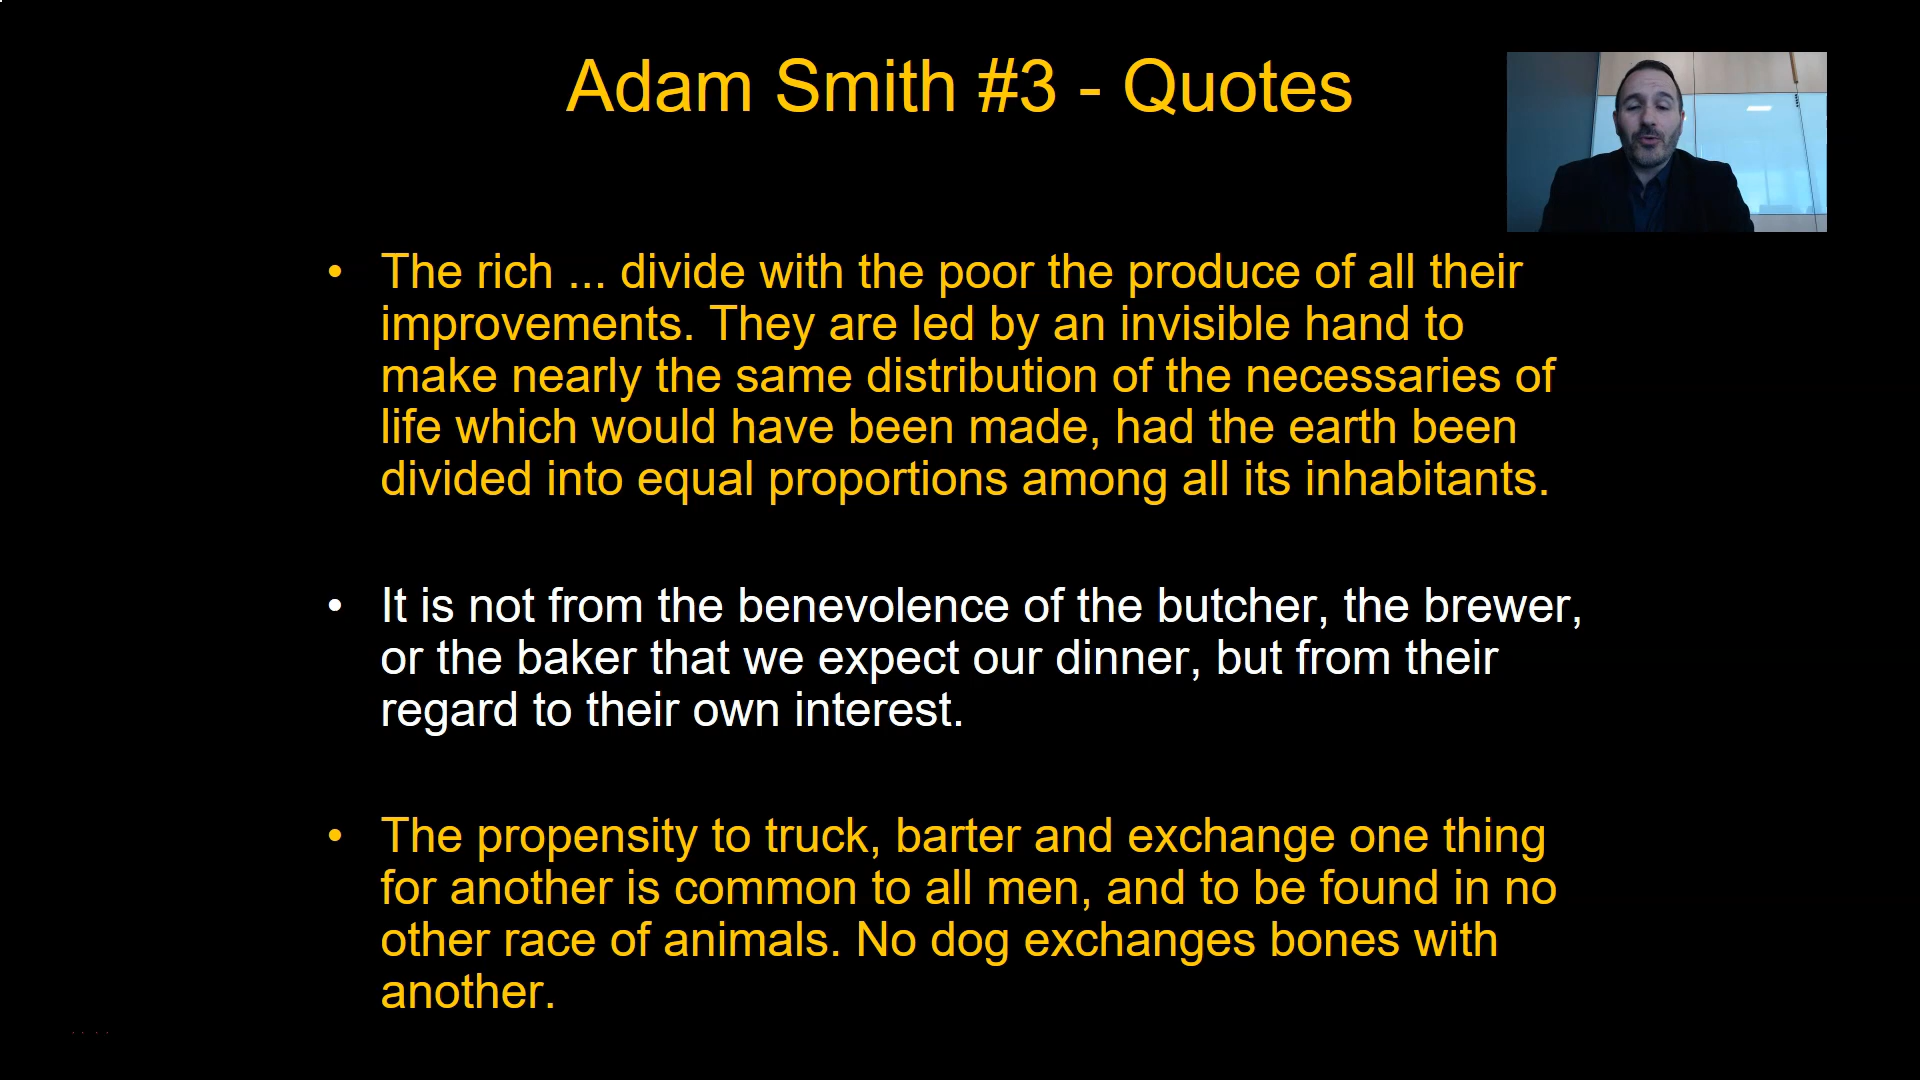 Adam Smith #3 - Quotes
• The rich ... divide with the poor the produce of all their
improvements. They are led by an invisible hand to
make nearly the same distribution of the necessaries of
life which would have been made, had the earth been
divided into equal proportions among all its inhabitants.
• It is not from the benevolence of the butcher, the brewer,
or the baker that we expect our dinner, but from their
regard to their own interest.
• The propensity to truck, barter and exchange one thing
for another is common to all men, and to be found in no
other race of animals. No dog exchanges bones with
another.